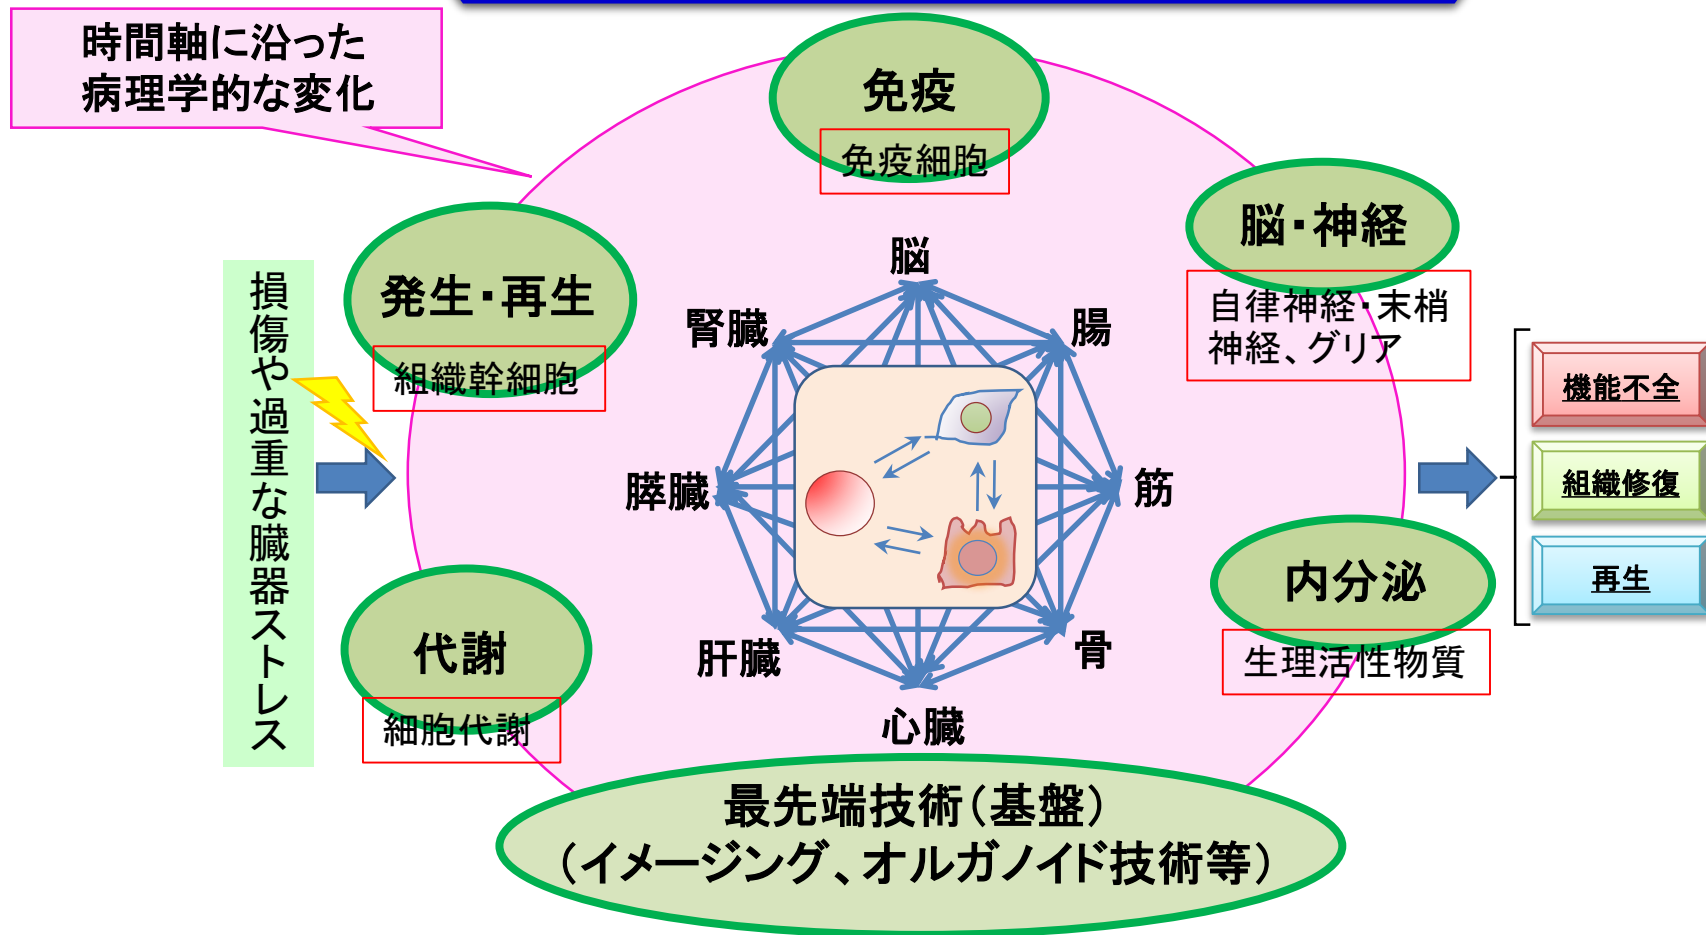 時間軸に沿った
病理学的な変化
免疫
免疫細胞
脳・神経
自律神経・末梢
神経、グリア
発生・再生
組織幹細胞
損傷や過重な臓器ストレス
脳
腎臓
腸
膵臓
筋
肝臓
骨
心臓
機能不全
組織修復
再生
内分泌
生理活性物質
代謝
細胞代謝
最先端技術（基盤）
（イメージング、オルガノイド技術等）